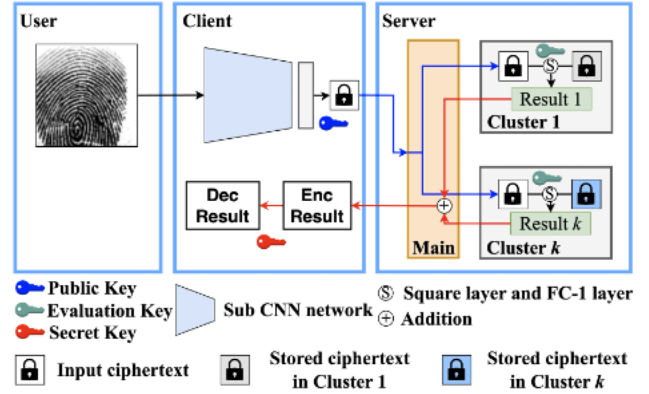 User
Client
Server
Result 1
Cluster 1
Dec
Result
Enc
Result
Result k
Main
Cluster k
Public Key
Evaluation Key
Secret Key
Sub CNN network
S Square layer and FC-1 layer
+ Addition
Input ciphertext
Stored ciphertext
in Cluster 1
Stored ciphertext
in Cluster k
S
S
+